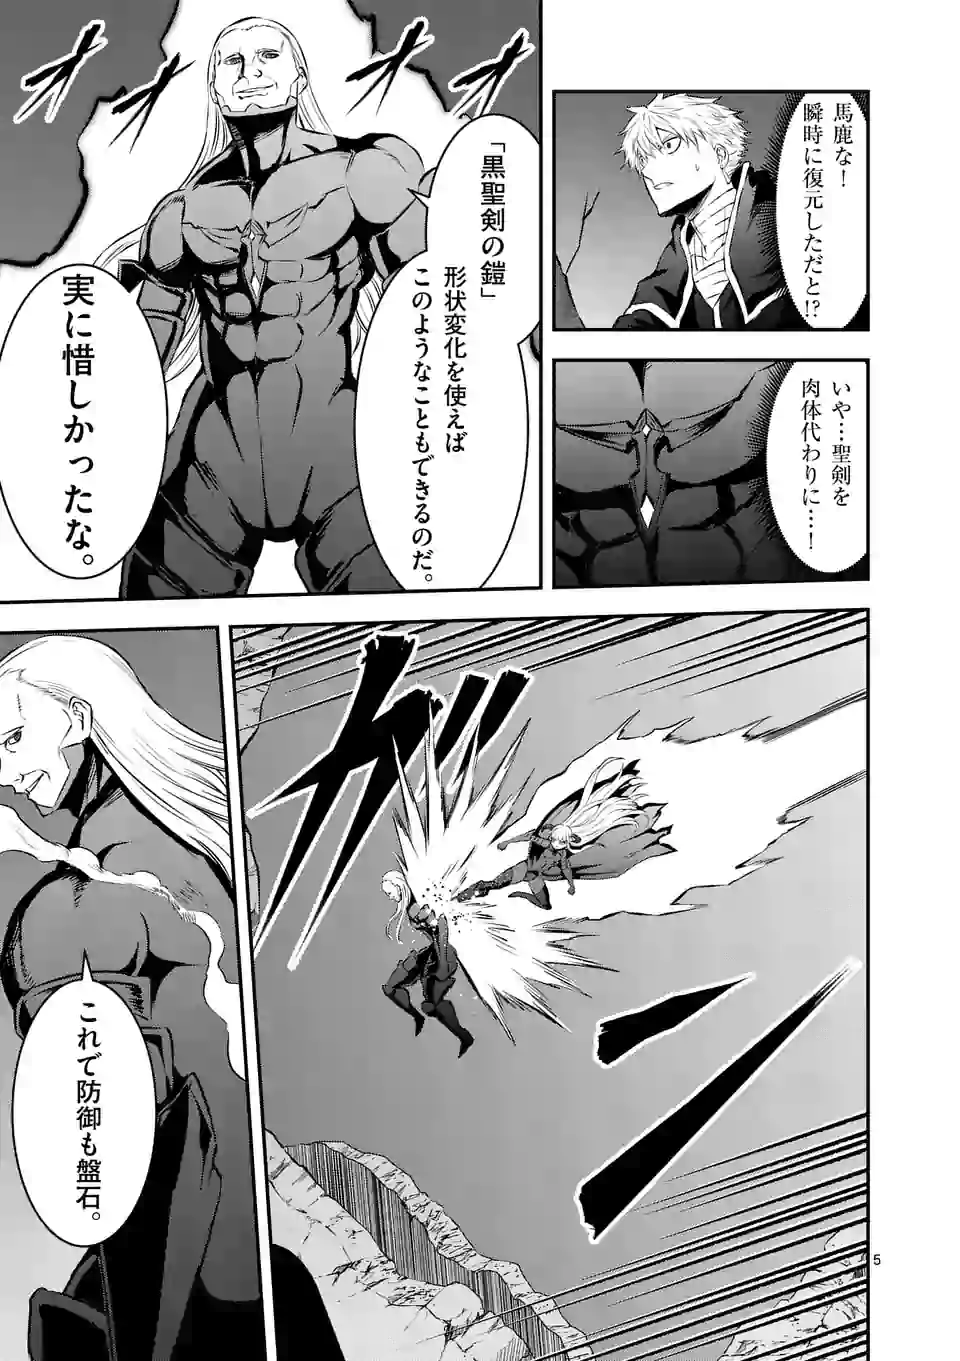 馬鹿な！
瞬時に復元しただと!?
いや…聖剣を
肉体代わりに…！
オオオオ
「黒聖剣の鎧」
形状変化を使えば
このようなこともできるのだ。
実に惜しかったな。
ガン
これで防御も盤石。
5